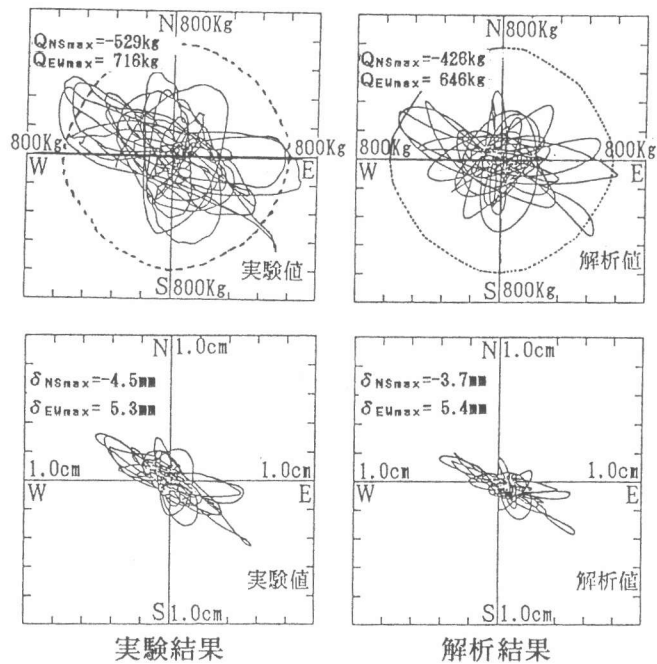 N 800Kg
QNSmax=-529kg
QEWmax= 716kg
800Kg
W
800Kg
E
実験値
S 800Kg
N 800Kg
QNSmax=-426kg
QEWmax= 646kg
800Kg
W
800Kg
E
解析値
S 800Kg
N 1.0cm
δNSmax=-4.5mm
δEWmax= 5.3mm
1.0cm
W
1.0cm
E
実験値
S 1.0cm
実験結果
N 1.0cm
δNSmax=-3.7mm
δEWmax= 5.4mm
1.0cm
W
1.0cm
E
解析値
S 1.0cm
解析結果